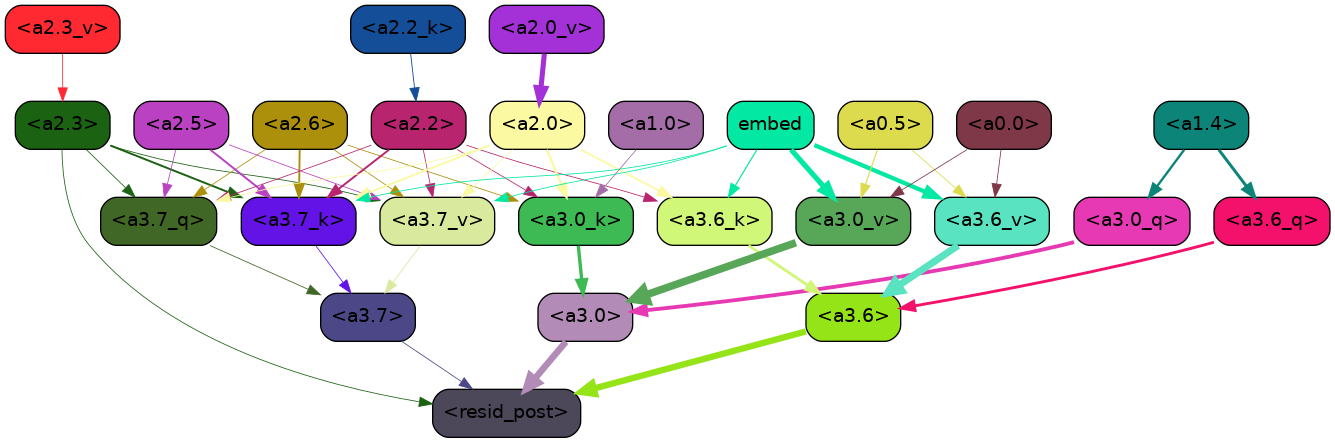 <a2.3_v> <a2.2_k> <a2.0_v>
<a2.3> <a2.5> <a2.6> <a2.2> <a2.0> <a1.0> embed <a0.5> <a0.0> <a1.4>
<a3.7_q> <a3.7_k> <a3.7_v> <a3.0_k> <a3.6_k> <a3.0_v> <a3.6_v> <a3.0_q> <a3.6_q>
<a3.7> <a3.0> <a3.6>
<resid_post>